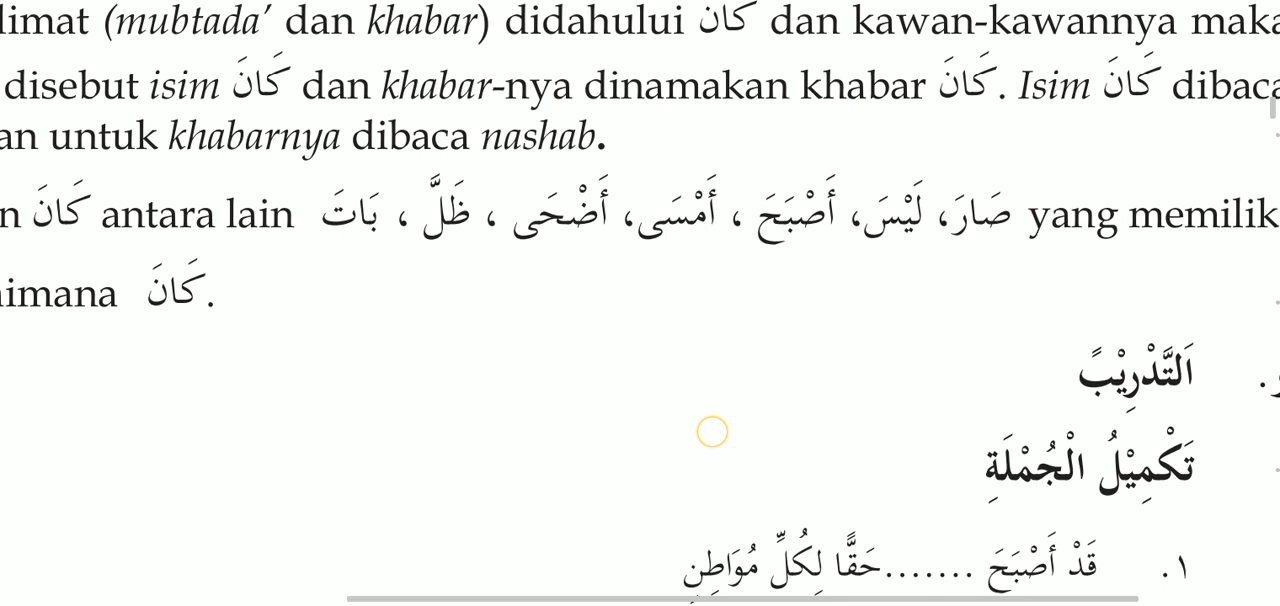 limat (mubtada’ dan khabar) didahului كَانَ dan kawan-kawannya maka
disebut isim كَانَ dan khabar-nya dinamakan khabar كَانَ. Isim كَانَ dibaca
an untuk khabarnya dibaca nashab.
n كَانَ antara lain صَارَ، لَيْسَ، أَصْبَحَ ، أَمْسَى، أَضْحَى ، ظَلَّ ، بَاتَ yang memilik
imana كَانَ.
اَلتَّدْرِيْبً
تَكْمِيْلُ الْجُمْلَةِ
١. قَدْ أَصْبَحَ .......حَقًّا لِكُلِّ مُوَاطِنٍ